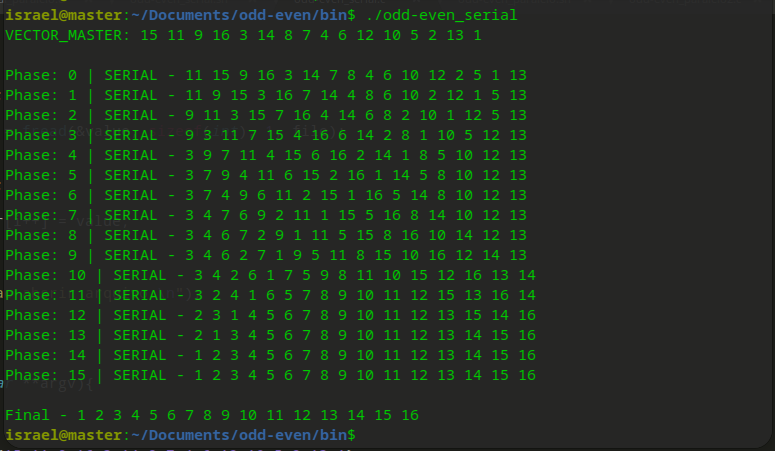 israel@master:~/Documents/odd-even/bin$ ./odd-even_serial
VECTOR_MASTER: 15 11 9 16 3 14 8 7 4 6 12 10 5 2 13 1
Phase: 0 | SERIAL - 11 15 9 16 3 14 7 8 4 6 10 12 2 5 1 13
Phase: 1 | SERIAL - 11 9 15 3 16 7 14 4 8 6 10 2 12 1 5 13
Phase: 2 | SERIAL - 9 11 3 15 7 16 4 14 6 8 2 10 1 12 5 13
Phase: 3 | SERIAL - 9 3 11 7 15 4 16 6 14 2 8 1 10 5 12 13
Phase: 4 | SERIAL - 3 9 7 11 4 15 6 16 2 14 1 8 5 10 12 13
Phase: 5 | SERIAL - 3 7 9 4 11 6 15 2 16 1 14 5 8 10 12 13
Phase: 6 | SERIAL - 3 7 4 9 6 11 2 15 1 16 5 14 8 10 12 13
Phase: 7 | SERIAL - 3 4 7 6 9 2 11 1 15 5 16 8 14 10 12 13
Phase: 8 | SERIAL - 3 4 6 7 2 9 1 11 5 15 8 16 10 14 12 13
Phase: 9 | SERIAL - 3 4 6 2 7 1 9 5 11 8 15 10 16 12 14 13
Phase: 10 | SERIAL - 3 4 2 6 1 7 5 9 8 11 10 15 12 16 13 14
Phase: 11 | SERIAL - 3 2 4 1 6 5 7 8 9 10 11 12 15 13 16 14
Phase: 12 | SERIAL - 2 3 1 4 5 6 7 8 9 10 11 12 13 15 14 16
Phase: 13 | SERIAL - 2 1 3 4 5 6 7 8 9 10 11 12 13 14 15 16
Phase: 14 | SERIAL - 1 2 3 4 5 6 7 8 9 10 11 12 13 14 15 16
Phase: 15 | SERIAL - 1 2 3 4 5 6 7 8 9 10 11 12 13 14 15 16
Final - 1 2 3 4 5 6 7 8 9 10 11 12 13 14 15 16
israel@master:~/Documents/odd-even/bin$